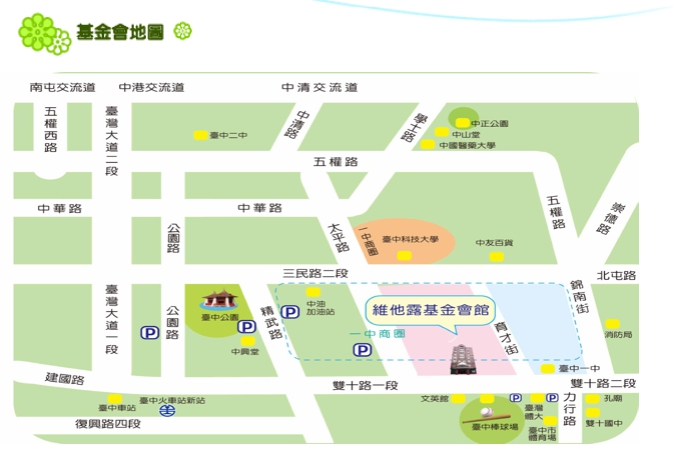 基金會地圖
南屯交流道
中港交流道
中清交流道
五權西路
臺灣大道二段
臺中二中
中清路
學士路
中正公園
中山堂
中國醫藥大學
五權路
中華路
公園路
中華路
太平路
一中商圈
臺中科技大學
中友百貨
五權路
崇德路
三民路二段
北屯路
臺灣大道一段
公園路
P
臺中公園
P
中興堂
精武路
P
中油
加油站
維他露基金會館
一中商圈
P
育才街
錦南街
消防局
臺中一中
建國路
雙十路一段
雙十路二段
臺中車站
臺中火車站新站
復興路四段
文英館
臺中棒球場
P
臺灣
體大
P
臺中市
體育場
力行路
孔廟
雙十國中